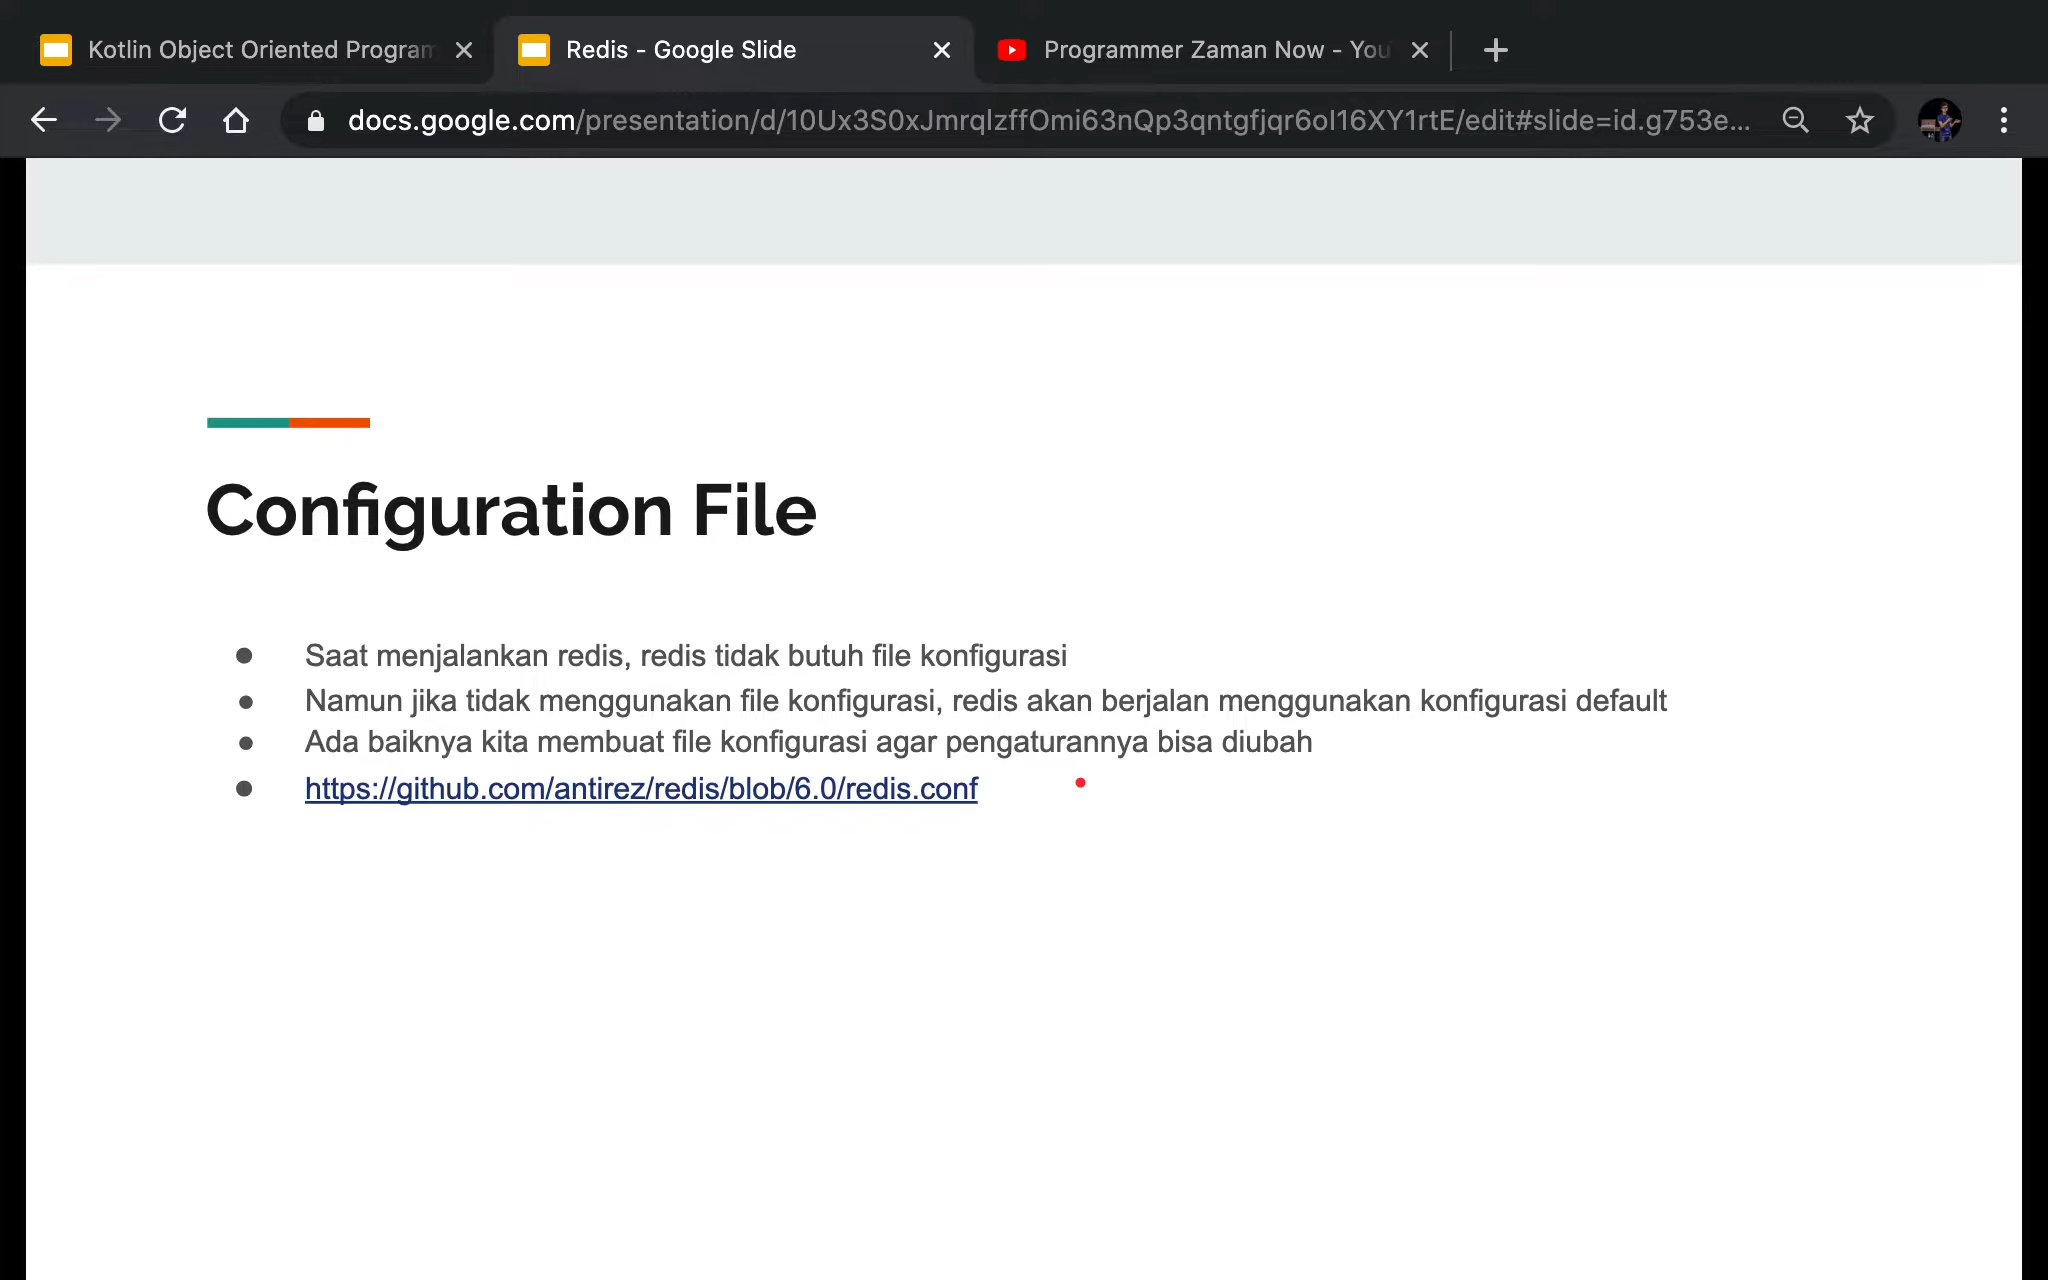 Kotlin Object Oriented Program
Redis - Google Slide
Programmer Zaman Now - You
docs.google.com/presentation/d/10Ux3S0xJmrqIzffOmi63nQp3qntgfjqr6oI16XY1rtE/edit#slide=id.g753e...
Configuration File
● Saat menjalankan redis, redis tidak butuh file konfigurasi
● Namun jika tidak menggunakan file konfigurasi, redis akan berjalan menggunakan konfigurasi default
● Ada baiknya kita membuat file konfigurasi agar pengaturannya bisa diubah
● https://github.com/antirez/redis/blob/6.0/redis.conf